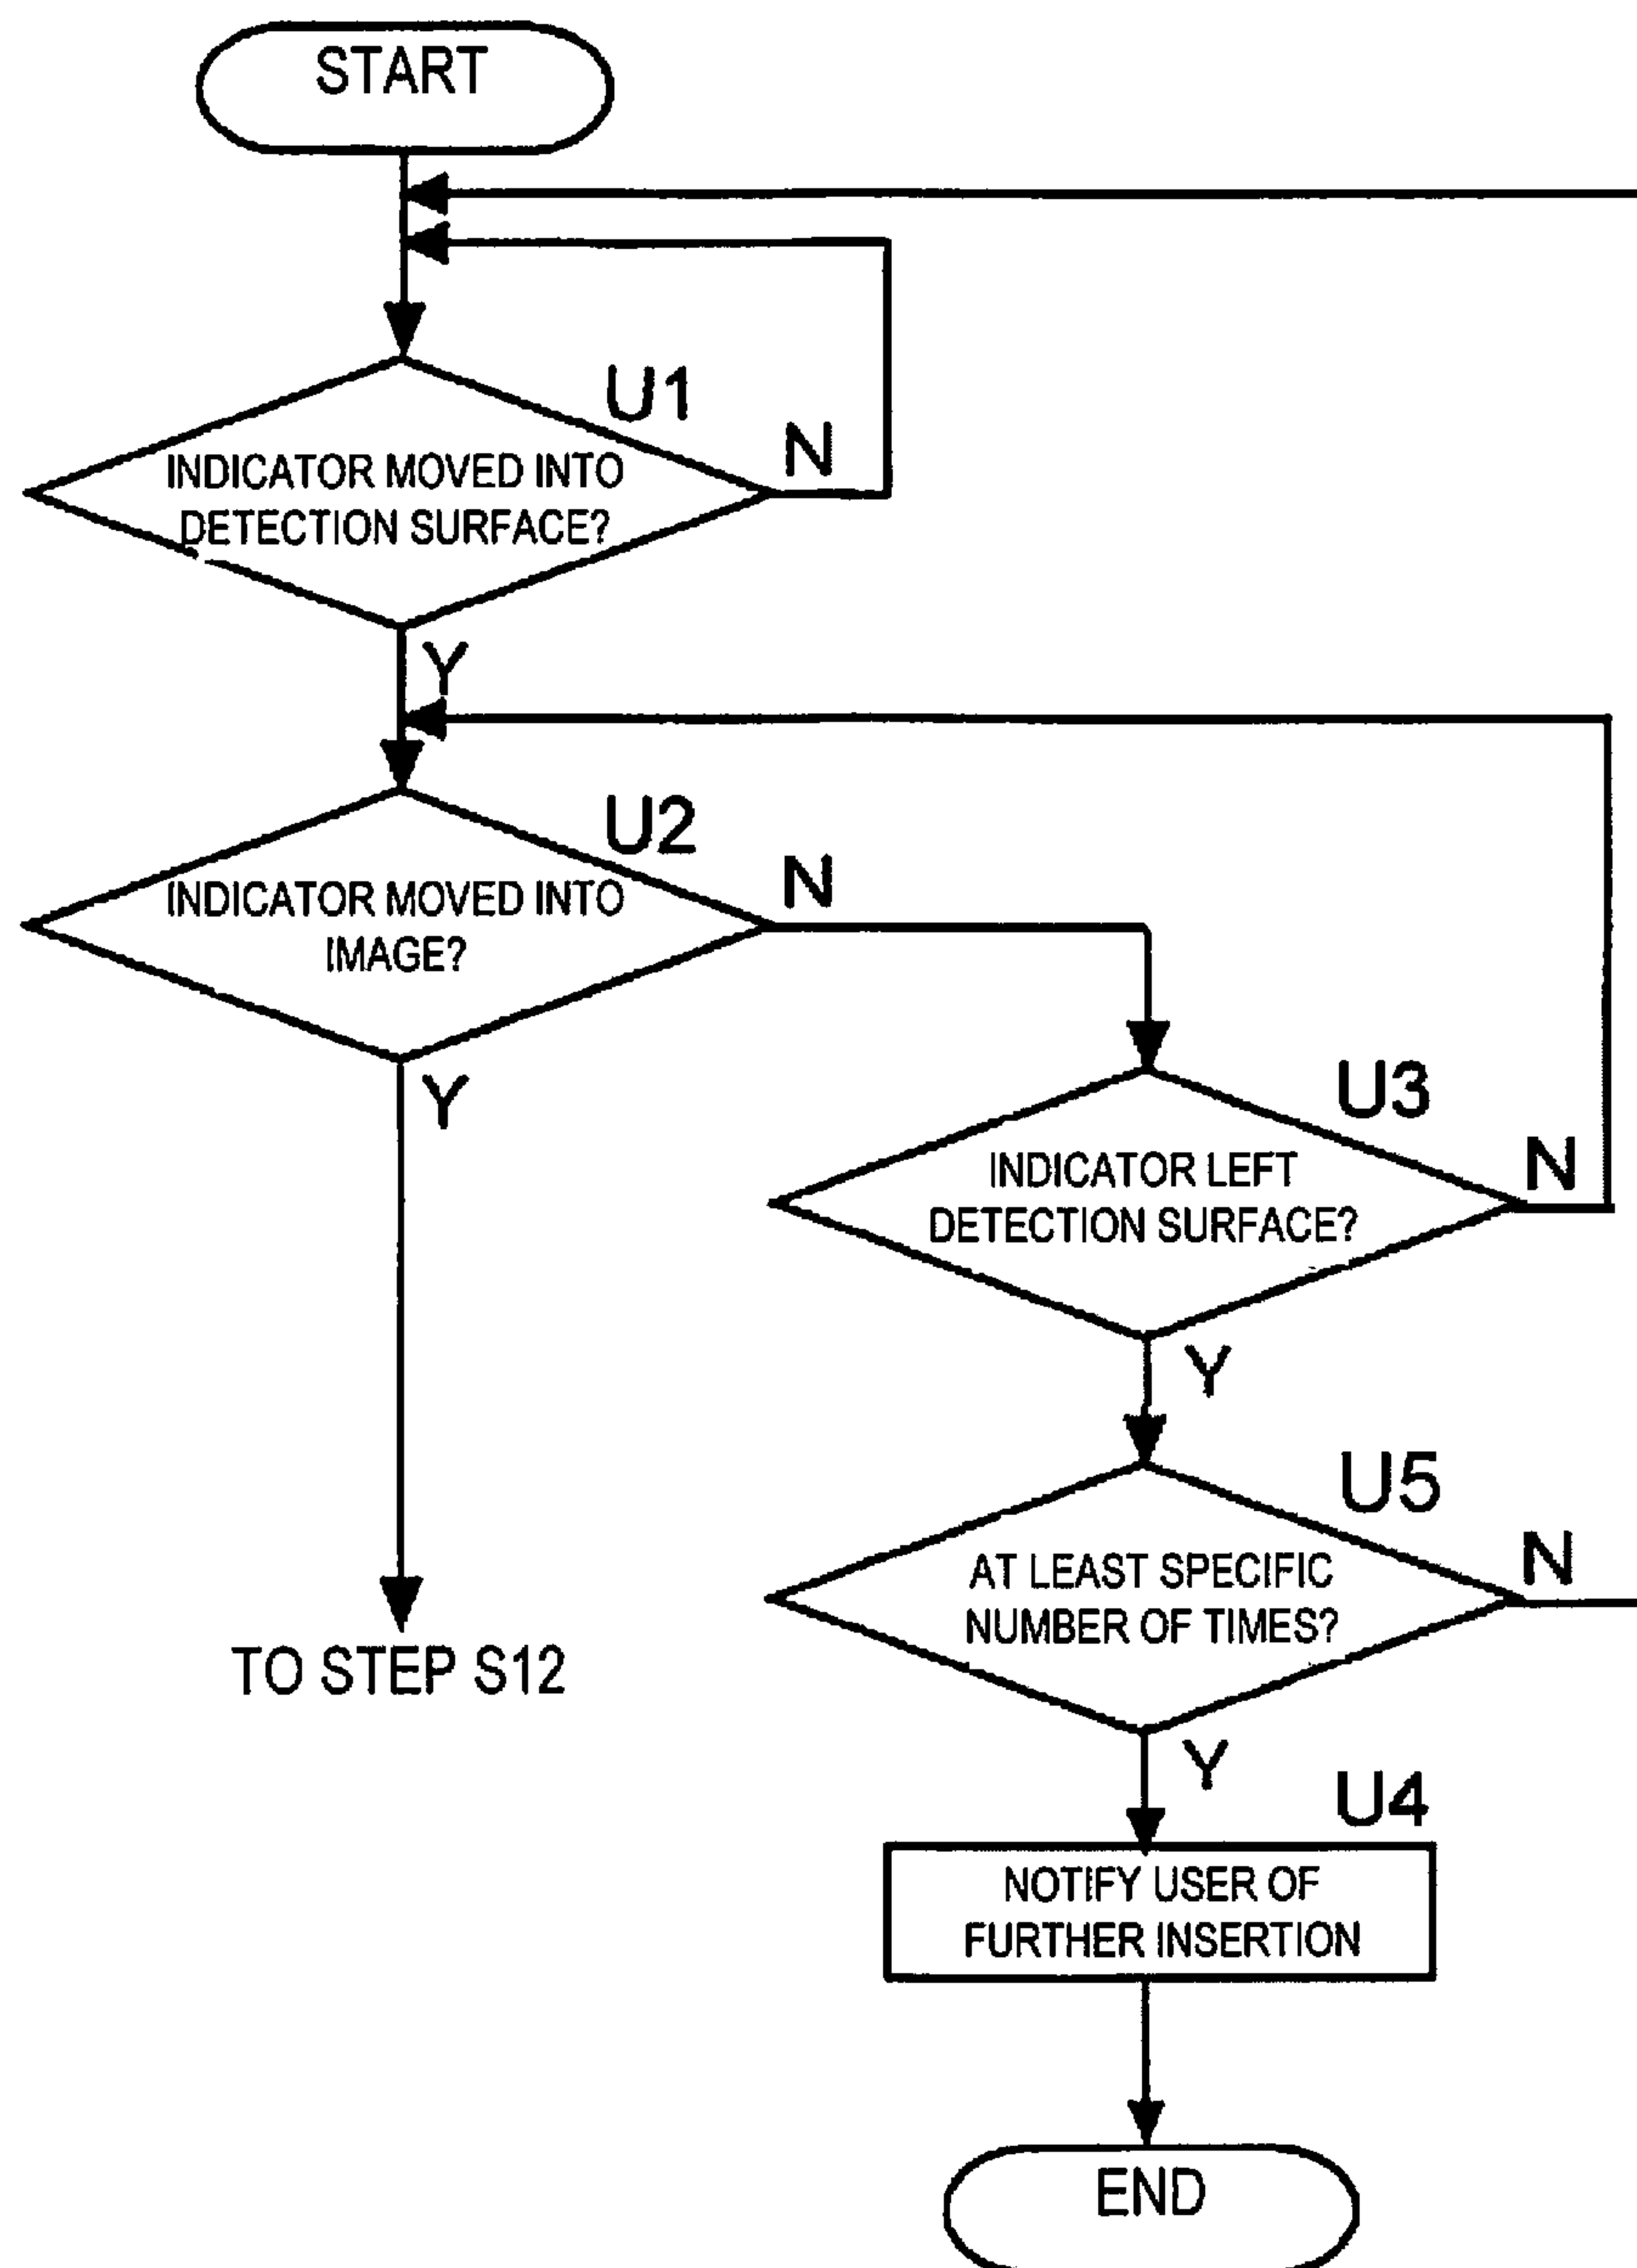 START
U1
INDICATOR MOVED INTO
DETECTION SURFACE?
N
Y
U2
INDICATOR MOVED INTO
IMAGE?
N
Y
U3
INDICATOR LEFT
DETECTION SURFACE?
N
Y
U5
AT LEAST SPECIFIC
NUMBER OF TIMES?
N
Y
TO STEP S12
U4
NOTIFY USER OF
FURTHER INSERTION
END